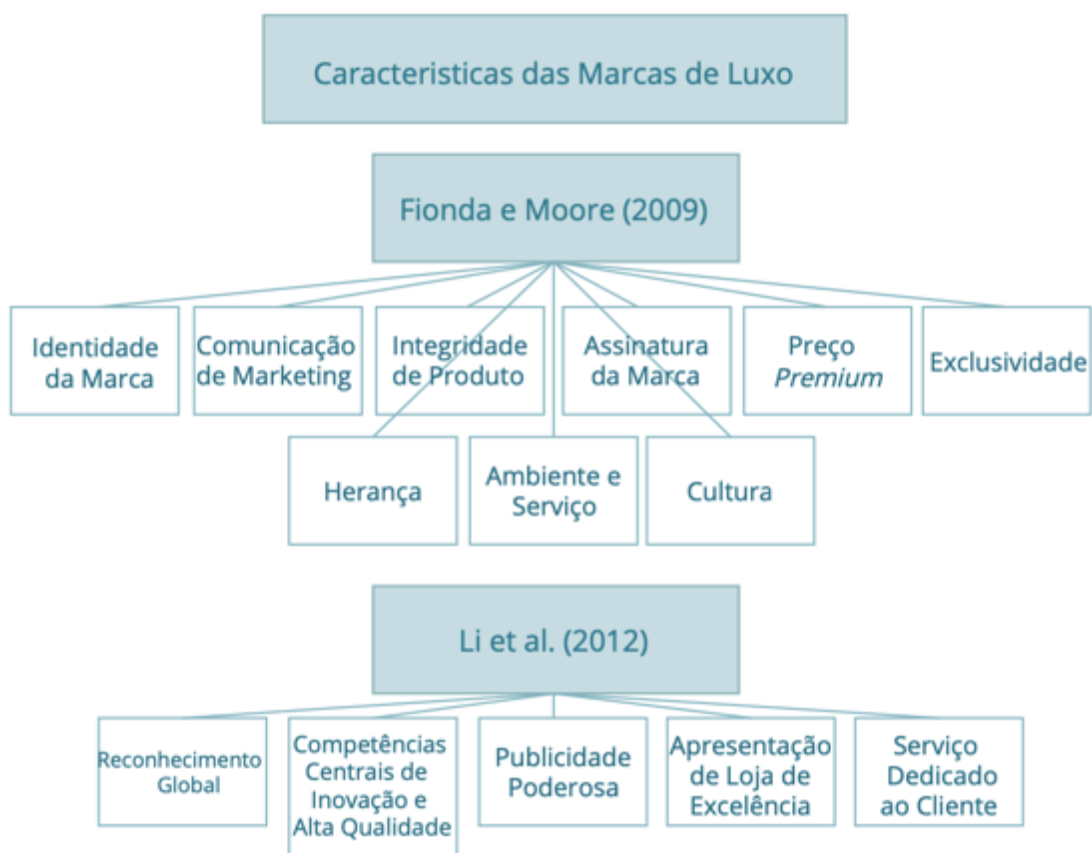 Caracteristicas das Marcas de Luxo
Fionda e Moore (2009)
Identidade
da Marca
Comunicação
de Marketing
Integridade
de Produto
Assinatura
da Marca
Preço
Premium
Exclusividade
Herança
Ambiente e
Serviço
Cultura
Li et al. (2012)
Reconhecimento
Global
Competências
Centrais de
Inovação e
Alta Qualidade
Publicidade
Poderosa
Apresentação
de Loja de
Excelência
Serviço
Dedicado
ao Cliente